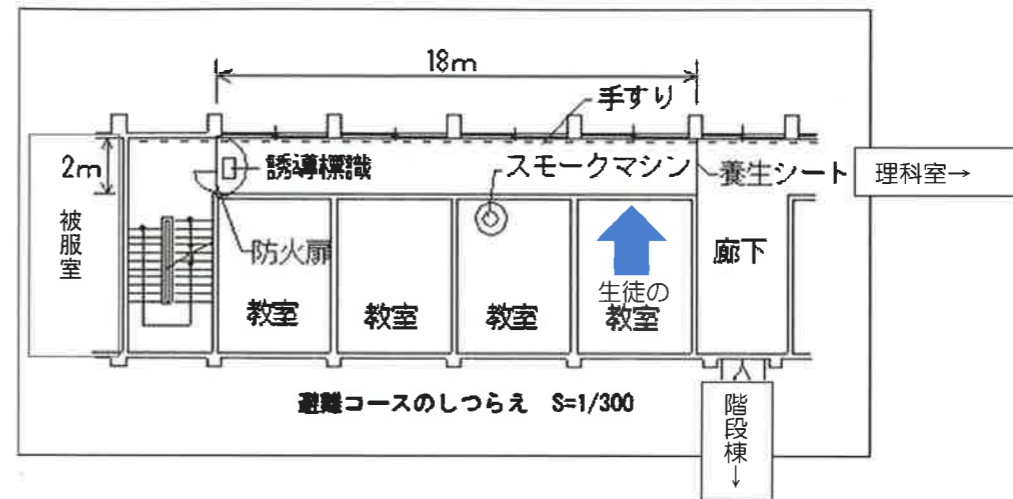 18m
手すり
2m
誘導標識
スモークマシン
養生シート
理科室→
被服室
防火扉
廊下
生徒の
教室
教室
教室
教室
避難コースのしつらえ S=1/300
階段棟↓